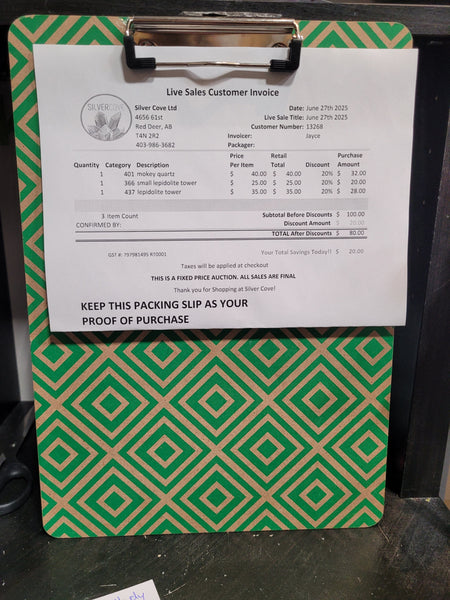 Live Sales Customer Invoice
SILVERCOVE
Silver Cove Ltd
4656 61st
Red Deer, AB
T4N 2R2
403-986-3682
Date: June 27th 2025
Live Sale Title: June 27th 2025
Customer Number: 13268
Invoicer: Jayce
Packager:
Quantity Category Description Price Per Item Retail Total Discount Purchase Amount
1 401 mokey quartz $ 40.00 $ 40.00 20% $ 32.00
1 366 small lepidolite tower $ 25.00 $ 25.00 20% $ 20.00
1 437 lepidolite tower $ 35.00 $ 35.00 20% $ 28.00
3 Item Count Subtotal Before Discounts $ 100.00
CONFIRMED BY: Discount Amount $ 20.00
TOTAL After Discounts $ 80.00
GST #: 797981495 RT0001 Your Total Savings Today!! $ 20.00
Taxes will be applied at checkout
THIS IS A FIXED PRICE AUCTION. ALL SALES ARE FINAL
Thank you for Shopping at Silver Cove!
KEEP THIS PACKING SLIP AS YOUR
PROOF OF PURCHASE